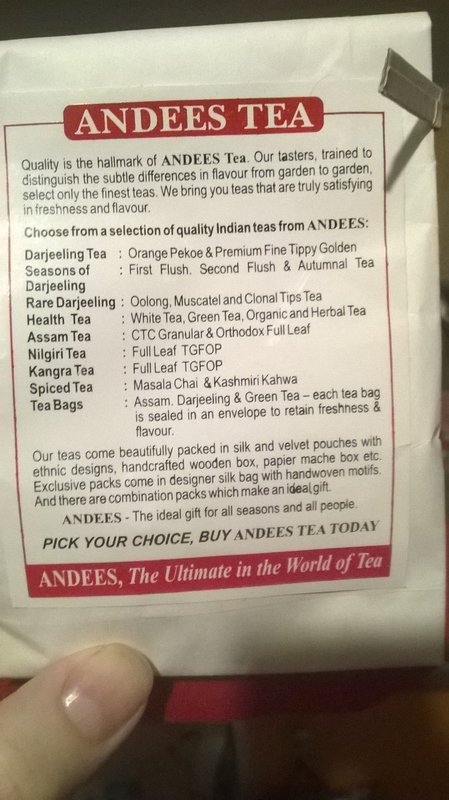 ANDEES TEA
Quality is the hallmark of ANDEES Tea. Our tasters, trained to
distinguish the subtle differences in flavour from garden to garden,
select only the finest teas. We bring you teas that are truly satisfying
in freshness and flavour.
Choose from a selection of quality Indian teas from ANDEES:
Darjeeling Tea : Orange Pekoe & Premium Fine Tippy Golden
Seasons of : First Flush. Second Flush & Autumnal Tea
Darjeeling
Rare Darjeeling : Oolong, Muscatel and Clonal Tips Tea
Health Tea : White Tea, Green Tea, Organic and Herbal Tea
Assam Tea : CTC Granular & Orthodox Full Leaf
Nilgiri Tea : Full Leaf TGFOP
Kangra Tea : Full Leaf TGFOP
Spiced Tea : Masala Chai & Kashmiri Kahwa
Tea Bags : Assam. Darjeeling & Green Tea – each tea bag
is sealed in an envelope to retain freshness &
flavour.
Our teas come beautifully packed in silk and velvet pouches with
ethnic designs, handcrafted wooden box, papier mache box etc.
Exclusive packs come in designer silk bag with handwoven motifs.
And there are combination packs which make an ideal gift.
ANDEES - The ideal gift for all seasons and all people.
PICK YOUR CHOICE, BUY ANDEES TEA TODAY
ANDEES, The Ultimate in the World of Tea